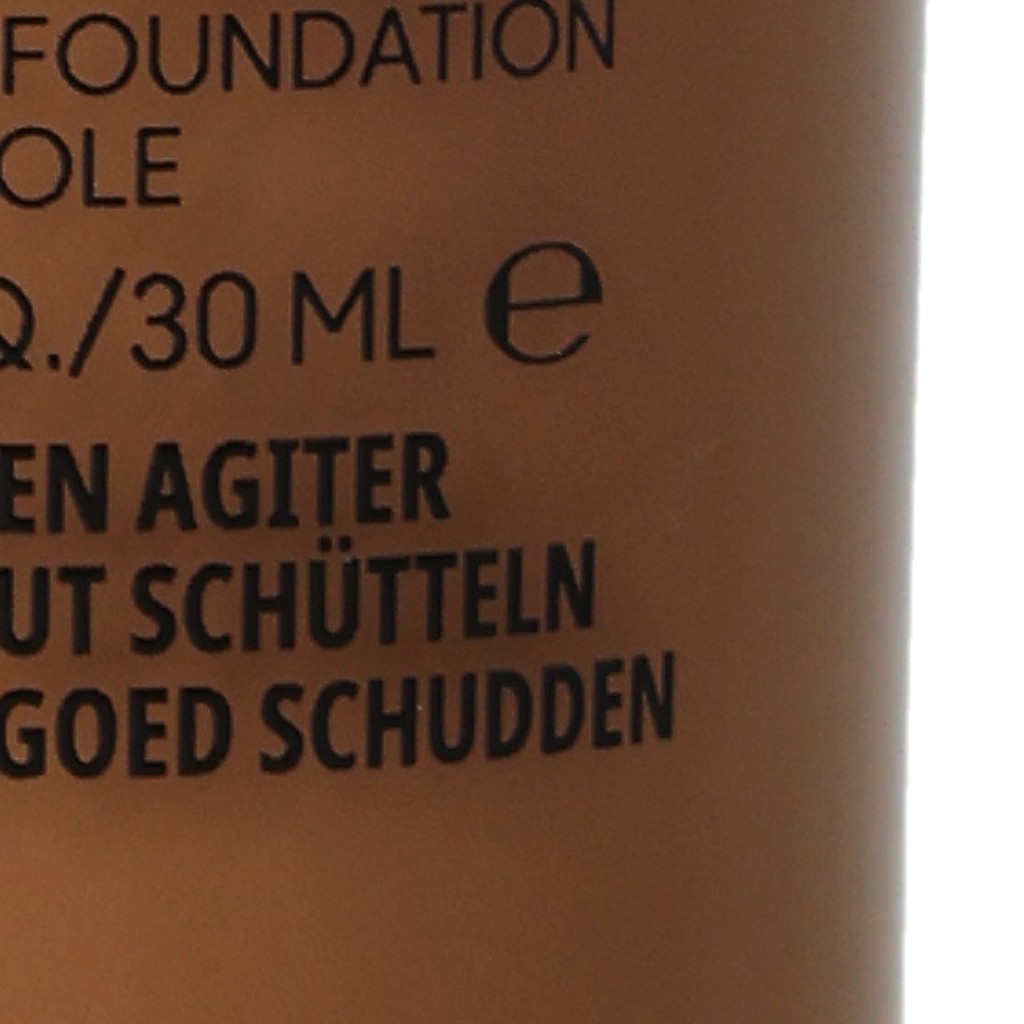 FOUNDATION
OLE
Q./30 ML e
EN AGITER
UT SCHÜTTELN
GOED SCHUDDEN